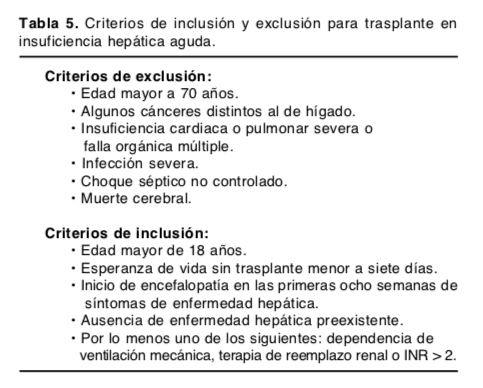 Tabla 5. Criterios de inclusión y exclusión para trasplante en
insuficiencia hepática aguda.
Criterios de exclusión:
• Edad mayor a 70 años.
• Algunos cánceres distintos al de hígado.
• Insuficiencia cardiaca o pulmonar severa o
falla orgánica múltiple.
• Infección severa.
• Choque séptico no controlado.
• Muerte cerebral.
Criterios de inclusión:
• Edad mayor de 18 años.
• Esperanza de vida sin trasplante menor a siete días.
• Inicio de encefalopatía en las primeras ocho semanas de
síntomas de enfermedad hepática.
• Ausencia de enfermedad hepática preexistente.
• Por lo menos uno de los siguientes: dependencia de
ventilación mecánica, terapia de reemplazo renal o INR > 2.